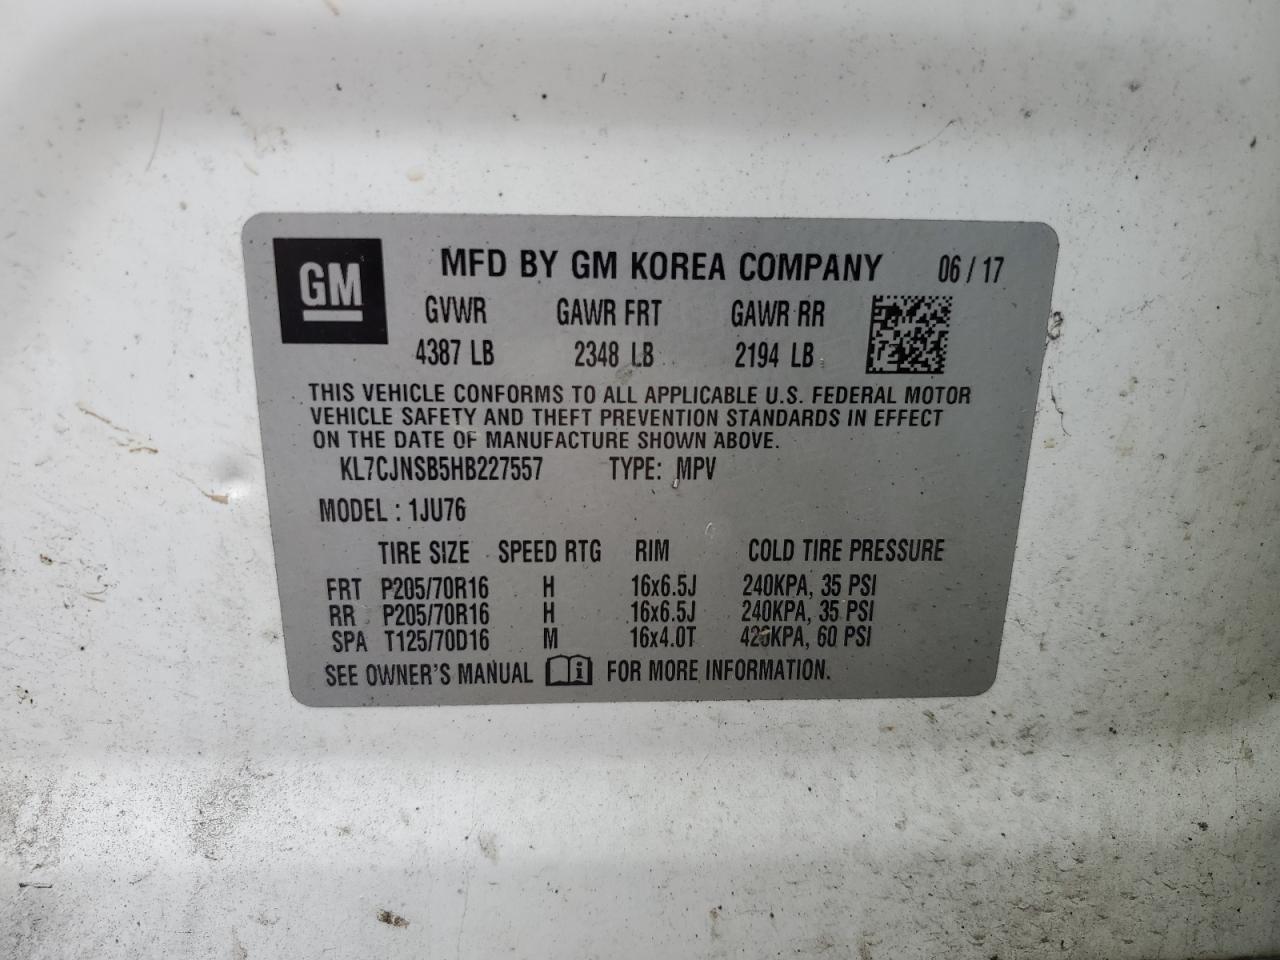 GM
MFD BY GM KOREA COMPANY 06 / 17
GVWR GAWR FRT GAWR RR
4387 LB 2348 LB 2194 LB
THIS VEHICLE CONFORMS TO ALL APPLICABLE U.S. FEDERAL MOTOR
VEHICLE SAFETY AND THEFT PREVENTION STANDARDS IN EFFECT
ON THE DATE OF MANUFACTURE SHOWN ABOVE.
KL7CJNSB5HB227557 TYPE: MPV
MODEL : 1JU76
TIRE SIZE SPEED RTG RIM COLD TIRE PRESSURE
FRT P205/70R16 H 16x6.5J 240KPA, 35 PSI
RR P205/70R16 H 16x6.5J 240KPA, 35 PSI
SPA T125/70D16 M 16x4.0T 60 PSI
SEE OWNER'S MANUAL FOR MORE INFORMATION.